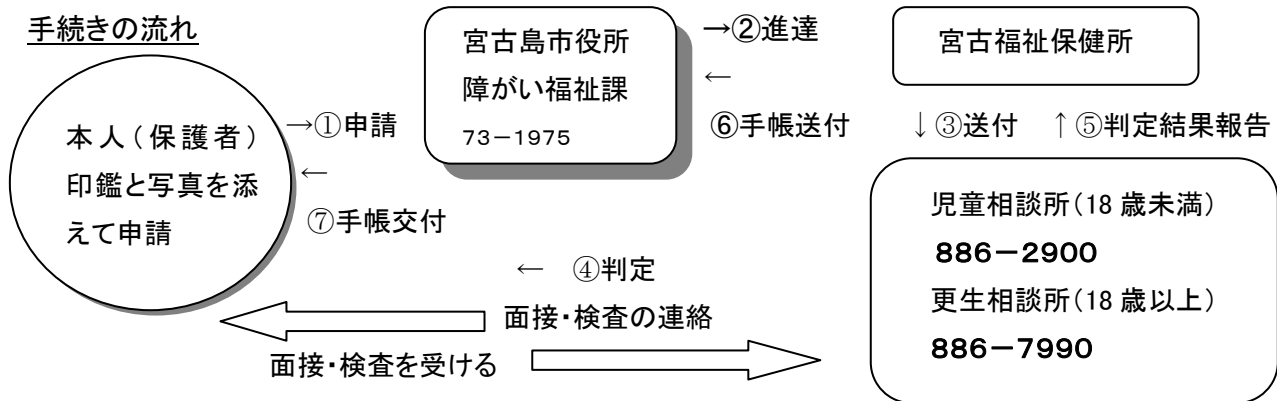 手続きの流れ
本人(保護者)
印鑑と写真を添
えて申請
→①申請
←
⑦手帳交付
宮古島市役所
障がい福祉課
73-1975
→②進達
←
⑥手帳送付
宮古福祉保健所
↓③送付 ↑⑤判定結果報告
児童相談所(18歳未満)
886-2900
更生相談所(18歳以上)
886-7990
← ④判定
面接・検査の連絡
面接・検査を受ける